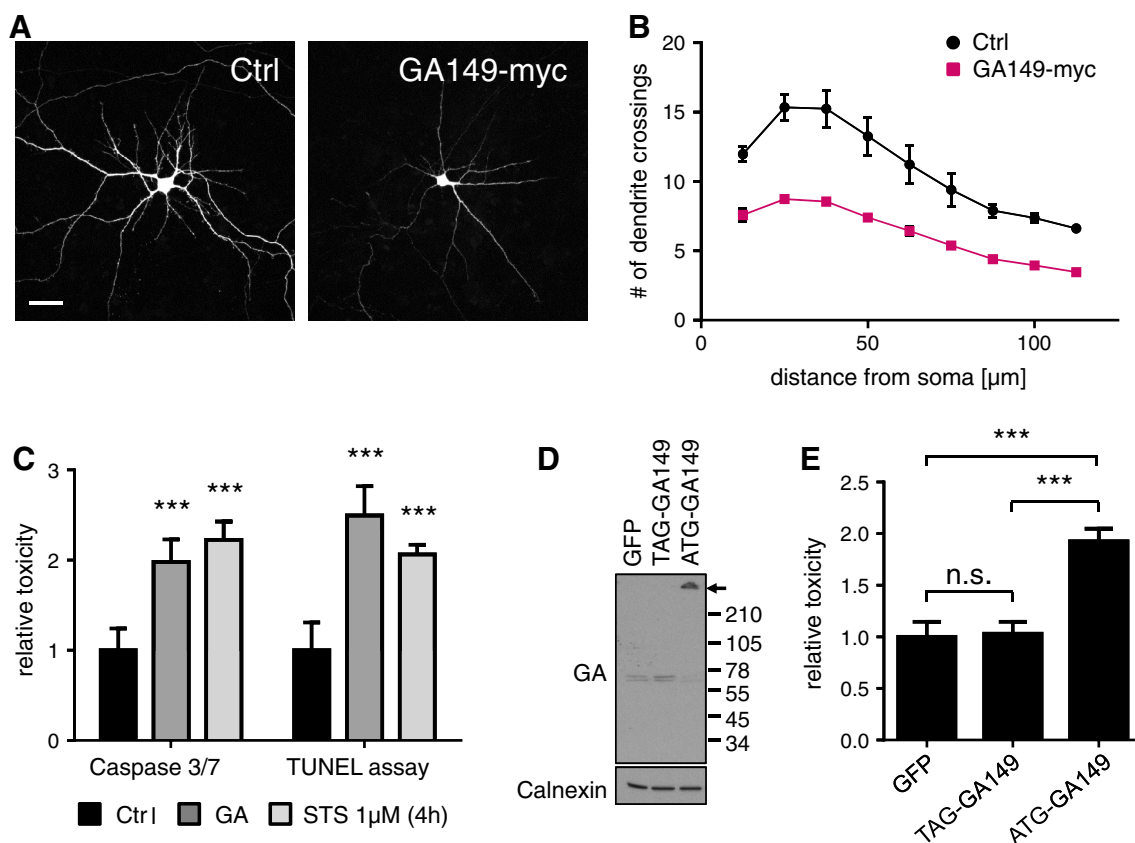 A
Ctrl
GA149-myc
B
# of dendrite crossings
20
15
10
5
0
0
50
100
distance from soma [µm]
Ctrl
GA149-myc
C
relative toxicity
3
2
1
0
***
***
***
***
Caspase 3/7
TUNEL assay
Ctrl
GA
STS 1µM (4h)
D
GFP
TAG-GA149
ATG-GA149
210
105
78
55
45
34
GA
Calnexin
E
relative toxicity
2.5
2.0
1.5
1.0
0.5
0.0
***
***
n.s.
GFP
TAG-GA149
ATG-GA149